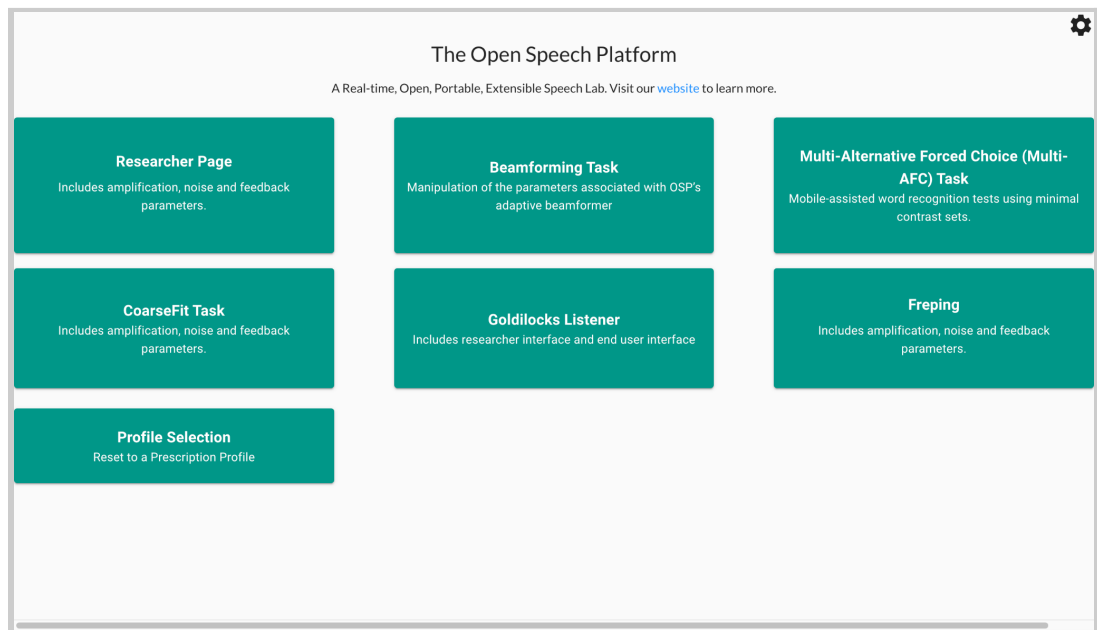 The Open Speech Platform
A Real-time, Open, Portable, Extensible Speech Lab. Visit our website to learn more.
Researcher Page
Includes amplification, noise and feedback
parameters.
Beamforming Task
Manipulation of the parameters associated with OSP's
adaptive beamformer
Multi-Alternative Forced Choice (Multi-
AFC) Task
Mobile-assisted word recognition tests using minimal
contrast sets.
CoarseFit Task
Includes amplification, noise and feedback
parameters.
Goldilocks Listener
Includes researcher interface and end user interface
Freping
Includes amplification, noise and feedback
parameters.
Profile Selection
Reset to a Prescription Profile